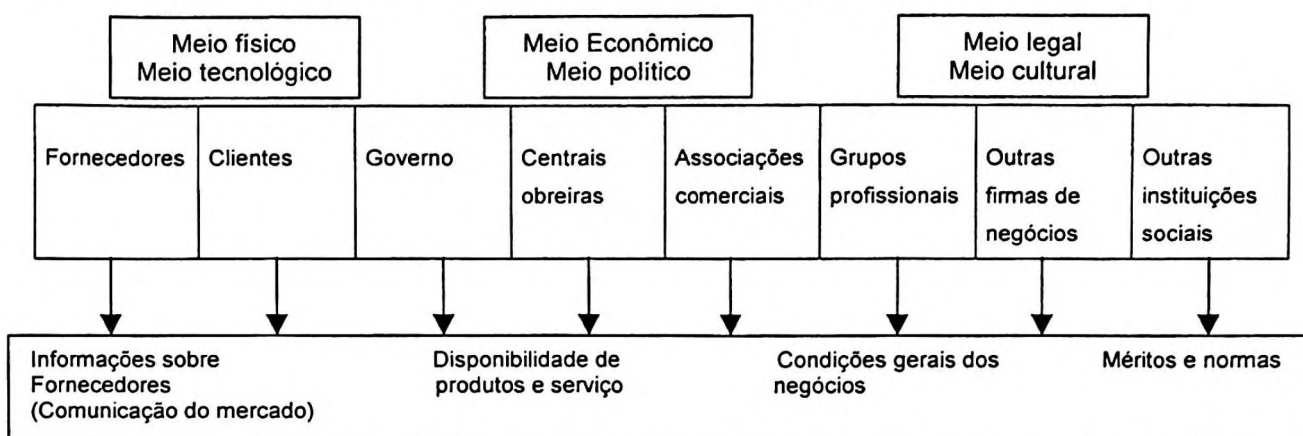 Meio físico
Meio tecnológico
Meio Econômico
Meio político
Meio legal
Meio cultural
Fornecedores
Clientes
Governo
Centrais
obreiras
Associações
comerciais
Grupos
profissionais
Outras
firmas de
negócios
Outras
instituições
sociais
Informações sobre
Fornecedores
(Comunicação do mercado)
Disponibilidade de
produtos e serviço
Condições gerais dos
negócios
Méritos e normas